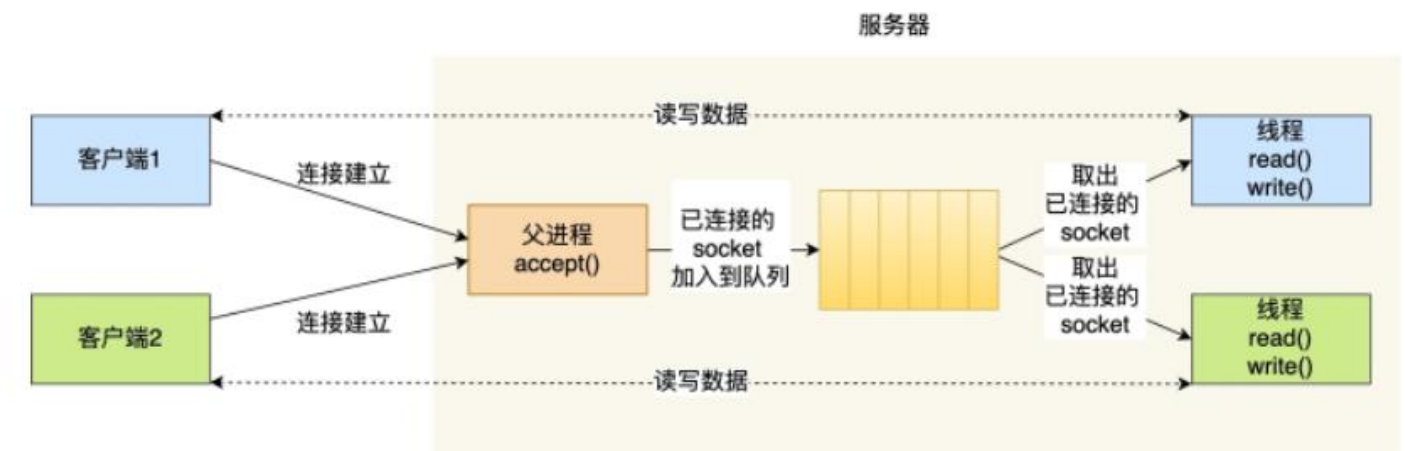 服务器
读写数据
客户端1
连接建立
父进程
accept()
已连接的
socket
加入到队列
取出
已连接的
socket
线程
read()
write()
客户端2
连接建立
取出
已连接的
socket
线程
read()
write()
读写数据